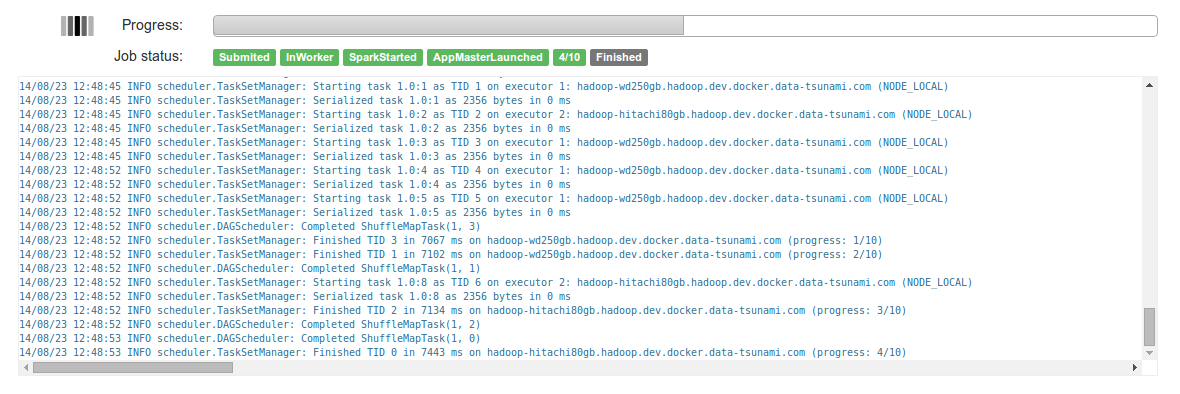 Progress:
Job status: Submited InWorker SparkStarted AppMasterLaunched 4/10 Finished
14/08/23 12:48:45 INFO scheduler.TaskSetManager: Starting task 1.0:1 as TID 1 on executor 1: hadoop-wd250gb.hadoop.dev.docker.data-tsunami.com (NODE_LOCAL)
14/08/23 12:48:45 INFO scheduler.TaskSetManager: Serialized task 1.0:1 as 2356 bytes in 0 ms
14/08/23 12:48:45 INFO scheduler.TaskSetManager: Starting task 1.0:2 as TID 2 on executor 2: hadoop-hitachi80gb.hadoop.dev.docker.data-tsunami.com (NODE_LOCAL)
14/08/23 12:48:45 INFO scheduler.TaskSetManager: Serialized task 1.0:2 as 2356 bytes in 0 ms
14/08/23 12:48:45 INFO scheduler.TaskSetManager: Starting task 1.0:3 as TID 3 on executor 1: hadoop-wd250gb.hadoop.dev.docker.data-tsunami.com (NODE_LOCAL)
14/08/23 12:48:45 INFO scheduler.TaskSetManager: Serialized task 1.0:3 as 2356 bytes in 0 ms
14/08/23 12:48:52 INFO scheduler.TaskSetManager: Starting task 1.0:4 as TID 4 on executor 1: hadoop-wd250gb.hadoop.dev.docker.data-tsunami.com (NODE_LOCAL)
14/08/23 12:48:52 INFO scheduler.TaskSetManager: Serialized task 1.0:4 as 2356 bytes in 0 ms
14/08/23 12:48:52 INFO scheduler.TaskSetManager: Starting task 1.0:5 as TID 5 on executor 1: hadoop-wd250gb.hadoop.dev.docker.data-tsunami.com (NODE_LOCAL)
14/08/23 12:48:52 INFO scheduler.TaskSetManager: Serialized task 1.0:5 as 2356 bytes in 0 ms
14/08/23 12:48:52 INFO scheduler.DAGScheduler: Completed ShuffleMapTask(1, 3)
14/08/23 12:48:52 INFO scheduler.TaskSetManager: Finished TID 3 in 7067 ms on hadoop-wd250gb.hadoop.dev.docker.data-tsunami.com (progress: 1/10)
14/08/23 12:48:52 INFO scheduler.TaskSetManager: Finished TID 1 in 7102 ms on hadoop-wd250gb.hadoop.dev.docker.data-tsunami.com (progress: 2/10)
14/08/23 12:48:52 INFO scheduler.DAGScheduler: Completed ShuffleMapTask(1, 1)
14/08/23 12:48:52 INFO scheduler.TaskSetManager: Starting task 1.0:8 as TID 6 on executor 2: hadoop-hitachi80gb.hadoop.dev.docker.data-tsunami.com (NODE_LOCAL)
14/08/23 12:48:52 INFO scheduler.TaskSetManager: Serialized task 1.0:8 as 2356 bytes in 0 ms
14/08/23 12:48:52 INFO scheduler.TaskSetManager: Finished TID 2 in 7134 ms on hadoop-hitachi80gb.hadoop.dev.docker.data-tsunami.com (progress: 3/10)
14/08/23 12:48:52 INFO scheduler.DAGScheduler: Completed ShuffleMapTask(1, 2)
14/08/23 12:48:53 INFO scheduler.DAGScheduler: Completed ShuffleMapTask(1, 0)
14/08/23 12:48:53 INFO scheduler.TaskSetManager: Finished TID 0 in 7443 ms on hadoop-hitachi80gb.hadoop.dev.docker.data-tsunami.com (progress: 4/10)